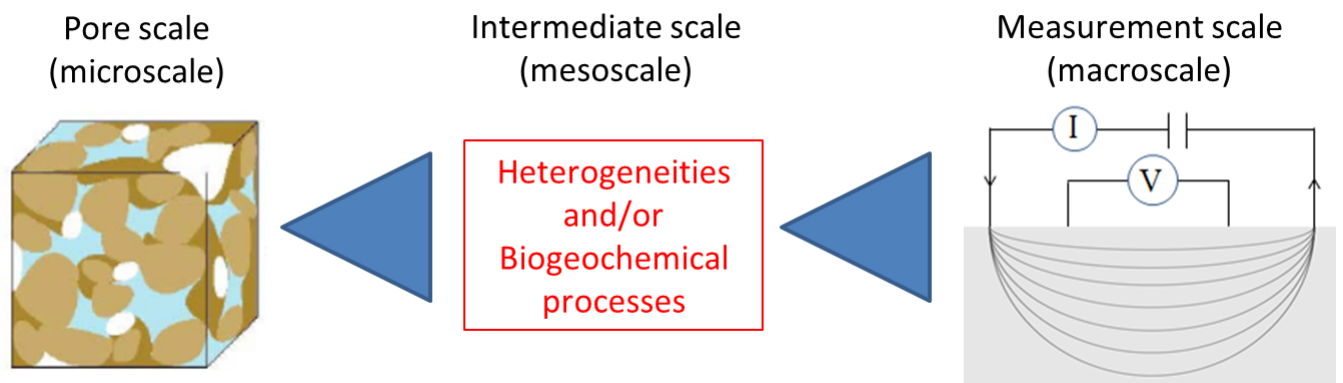 Pore scale
(microscale)
Intermediate scale
(mesoscale)
Measurement scale
(macroscale)
Heterogeneities
and/or
Biogeochemical
processes
I
V